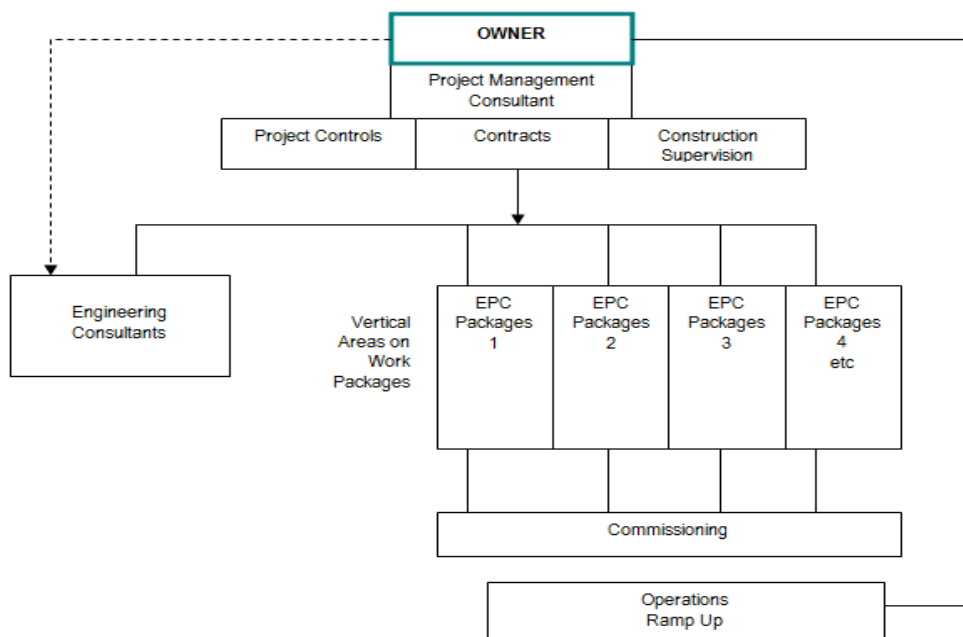 OWNER
Project Management
Consultant
Project Controls
Contracts
Construction
Supervision
Engineering
Consultants
Vertical
Areas on
Work
Packages
EPC
Packages
1
EPC
Packages
2
EPC
Packages
3
EPC
Packages
4
etc
Commissioning
Operations
Ramp Up